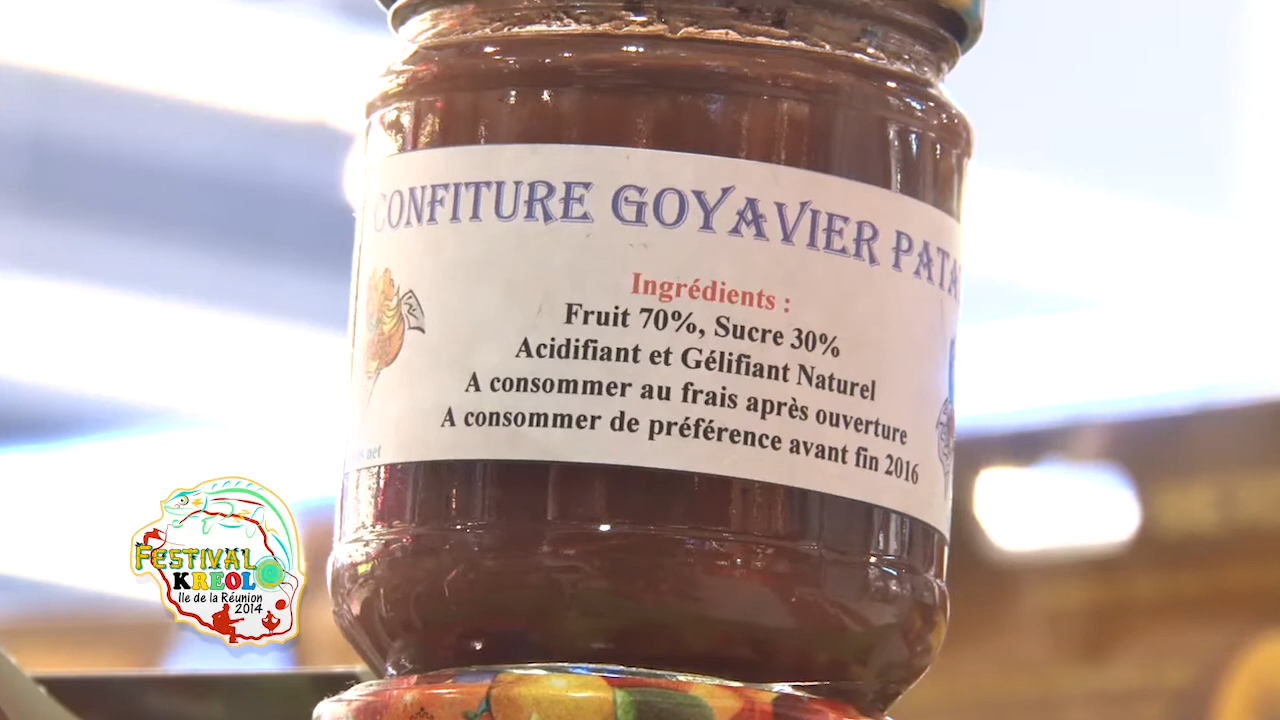 CONFITURE GOYAVIER
Ingrédients :
Fruit 70%, Sucre 30%
Acidifiant et Gélifiant Naturel
A consommer au frais après ouverture
A consommer de préférence avant fin 2016
net
FESTIVAL
KREOL
Ile de la Réunion
2014